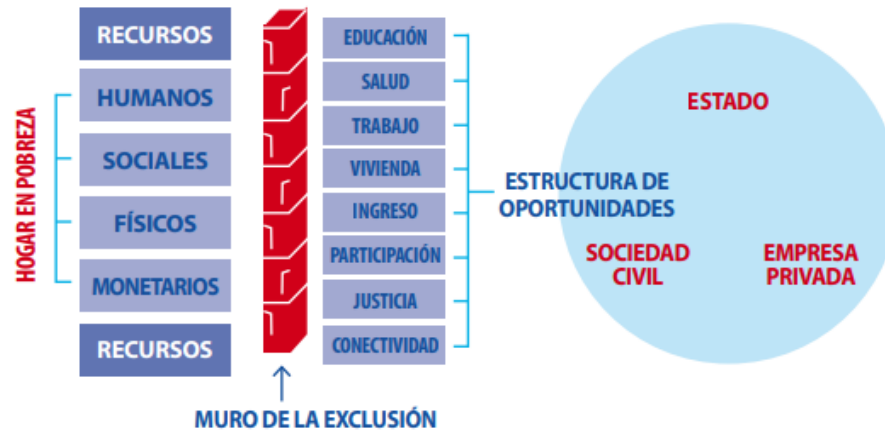 HOGAR EN POBREZA
RECURSOS
HUMANOS
SOCIALES
FÍSICOS
MONETARIOS
RECURSOS
MURO DE LA EXCLUSIÓN
EDUCACIÓN
SALUD
TRABAJO
VIVIENDA
INGRESO
PARTICIPACIÓN
JUSTICIA
CONECTIVIDAD
ESTRUCTURA DE
OPORTUNIDADES
ESTADO
SOCIEDAD
CIVIL
EMPRESA
PRIVADA